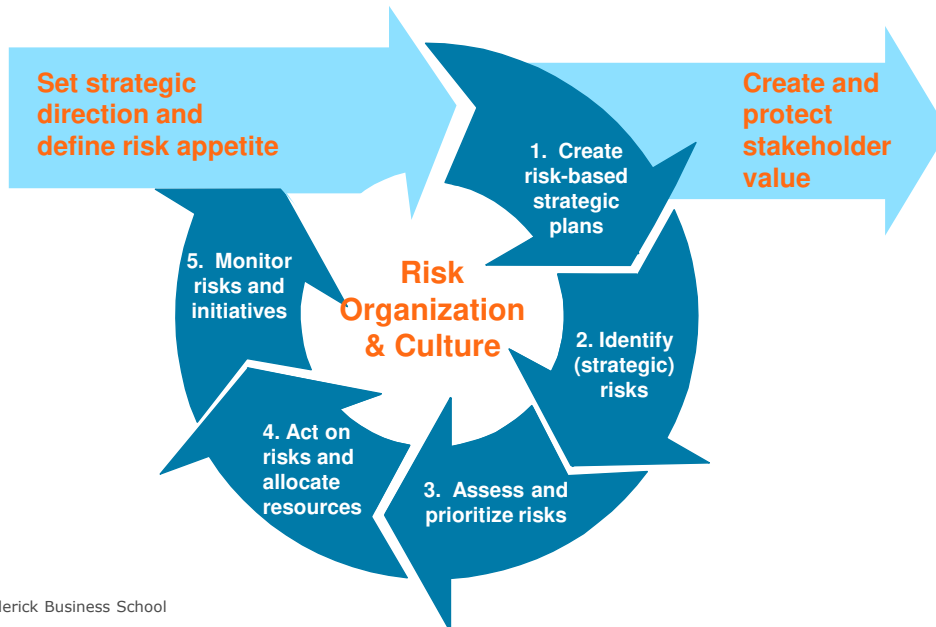 Set strategic
direction and
define risk appetite
Create and
protect
stakeholder
value
1. Create
risk-based
strategic
plans
2. Identify
(strategic)
risks
3. Assess and
prioritize risks
4. Act on
risks and
allocate
resources
5. Monitor
risks and
initiatives
Risk
Organization
& Culture
Business School